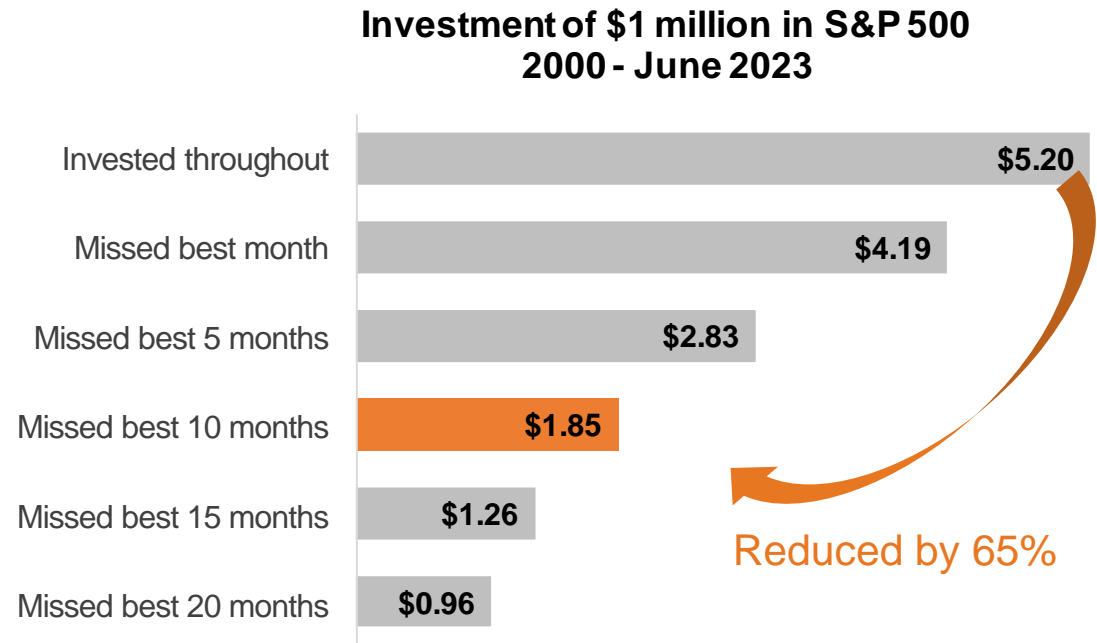 Investment of $1 million in S&P 500
2000 - June 2023
Invested throughout
$5.20
Missed best month
$4.19
Missed best 5 months
$2.83
Missed best 10 months
$1.85
Missed best 15 months
$1.26
Reduced by 65%
Missed best 20 months
$0.96